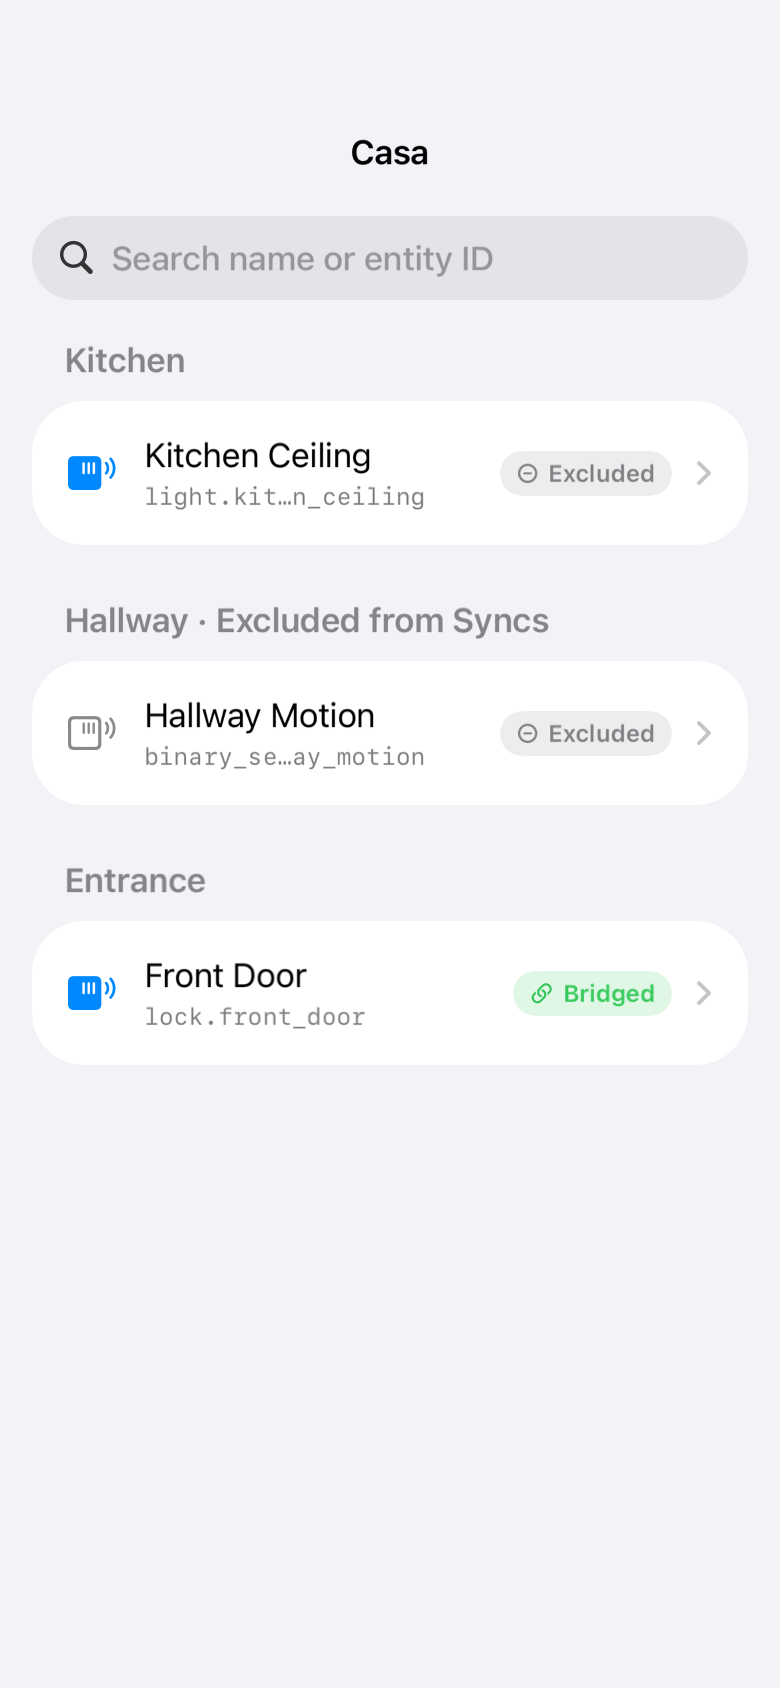 Casa
Search name or entity ID
Kitchen
Kitchen Ceiling
light.kit…n_ceiling
Excluded
Hallway · Excluded from Syncs
Hallway Motion
binary_se…ay_motion
Excluded
Entrance
Front Door
lock.front_door
Bridged